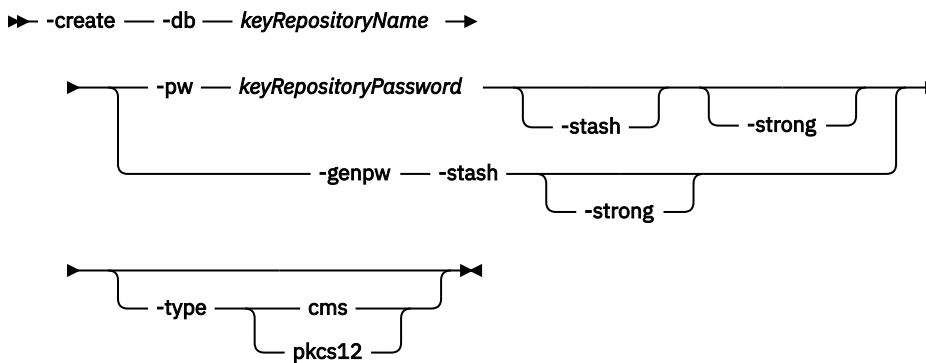 -create -db keyRepositoryName
-pw keyRepositoryPassword
-stash -strong
-genpw -stash
-strong
-type cms
pkcs12